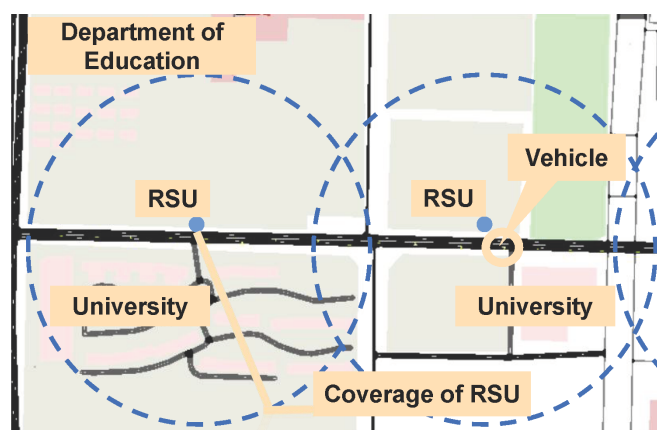 Department of
Education
Vehicle
RSU
RSU
University
University
Coverage of RSU